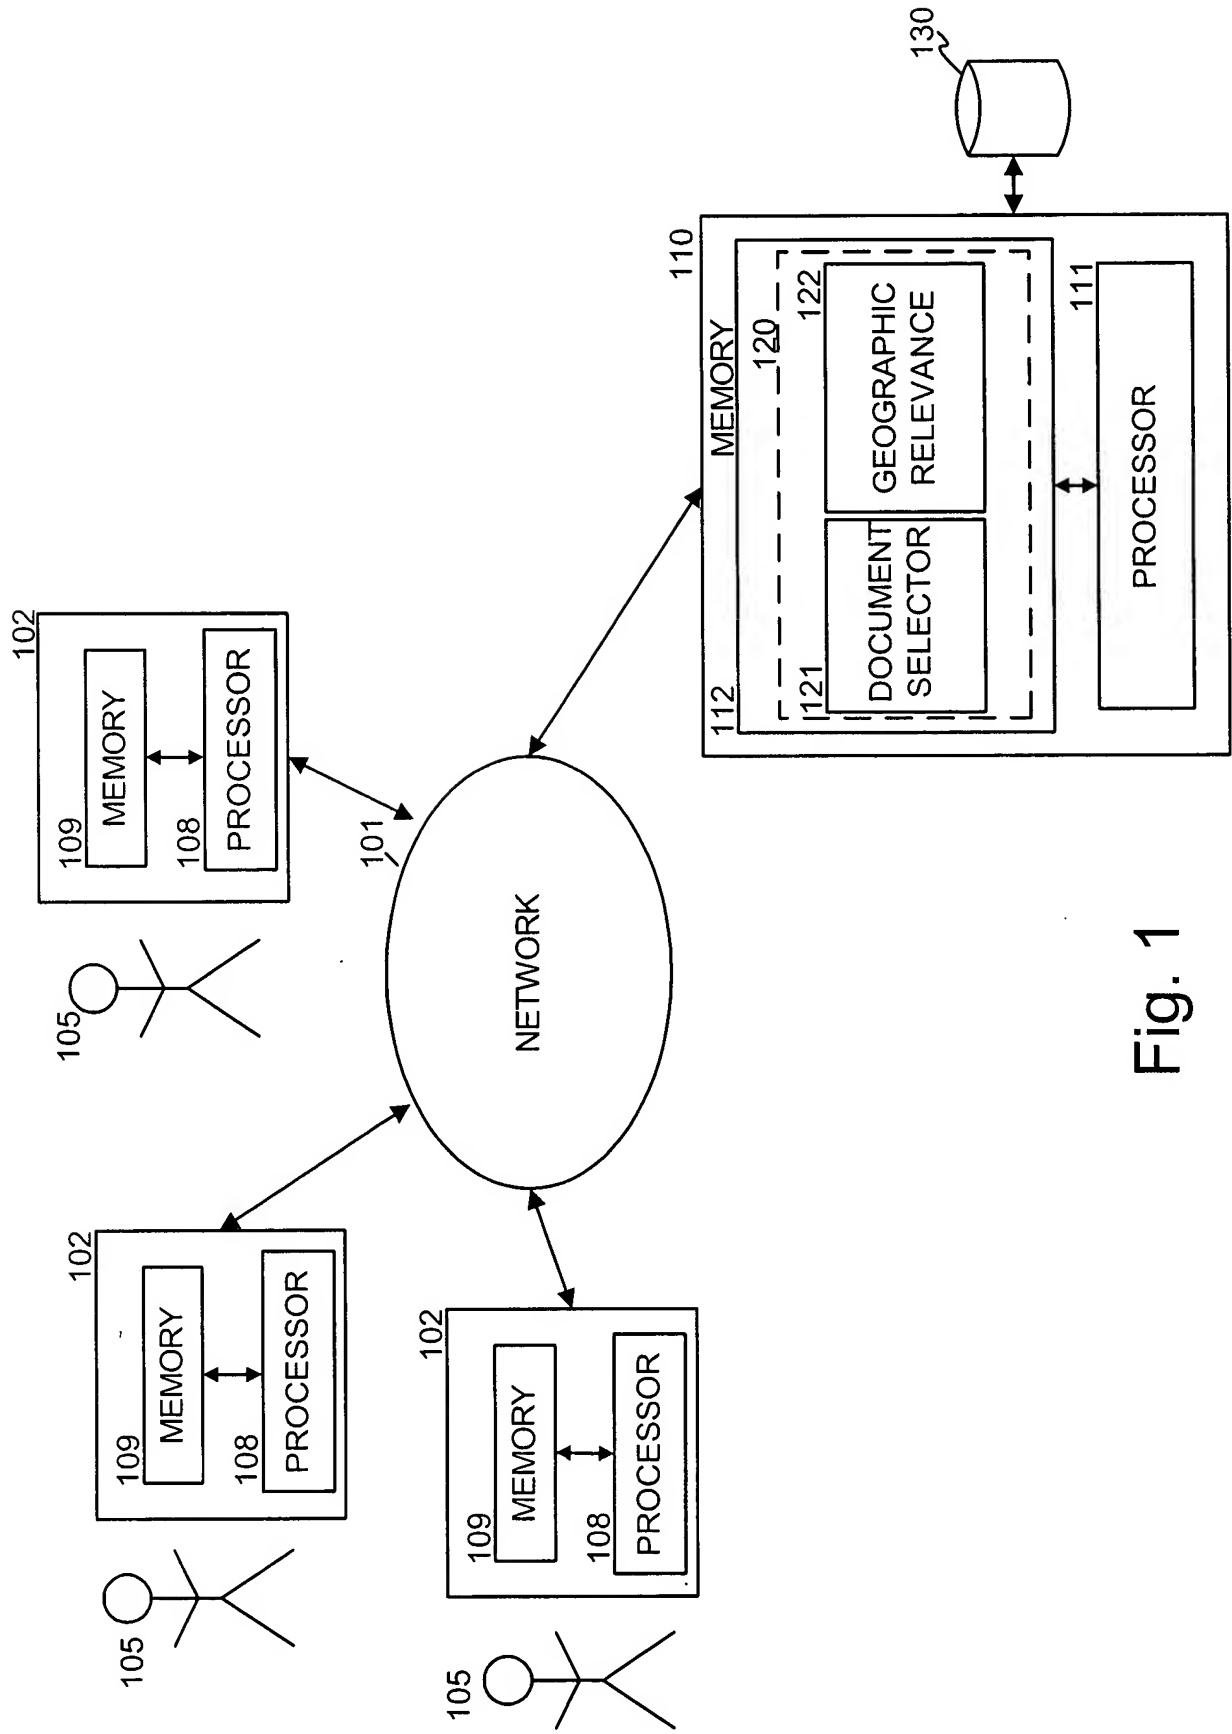 105
102
109
MEMORY
108
PROCESSOR
105
102
109
MEMORY
108
PROCESSOR
105
102
109
MEMORY
108
PROCESSOR
101
NETWORK
110
MEMORY
112
120
121
DOCUMENT
SELECTOR
122
GEOGRAPHIC
RELEVANCE
111
PROCESSOR
130
Fig. 1